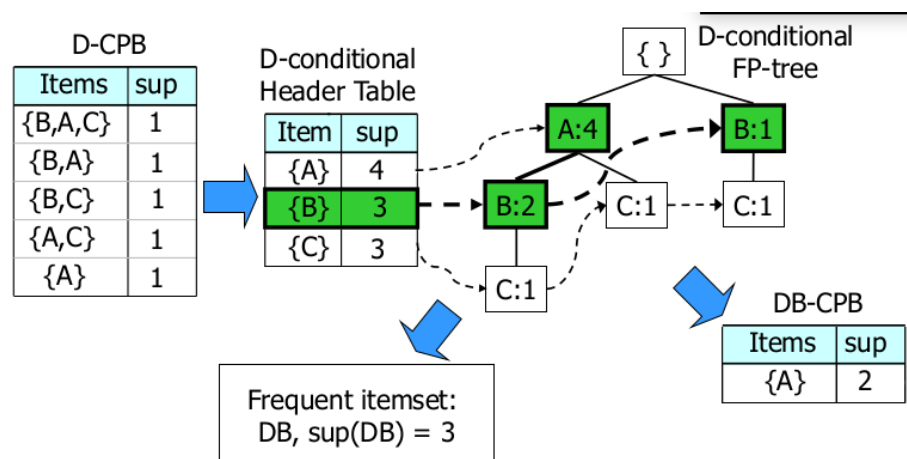 D-CPB
Items sup
{B,A,C} 1
{B,A} 1
{B,C} 1
{A,C} 1
{A} 1
D-conditional
Header Table
Item sup
{A} 4
{B} 3
{C} 3
D-conditional
FP-tree
{ }
A:4
B:1
B:2
C:1
C:1
C:1
Frequent itemset:
DB, sup(DB) = 3
DB-CPB
Items sup
{A} 2